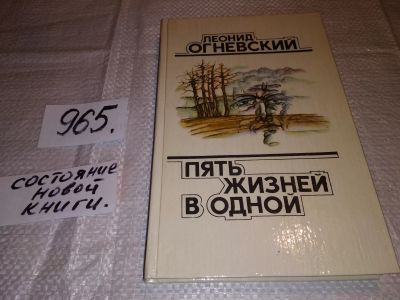 ЛЕОНИД
ОГНЕВСКИЙ
ПЯТЬ
ЖИЗНЕЙ
В ОДНОЙ
965.
СОСТОЯНИЕ
НОВОЙ
КНИГИ.